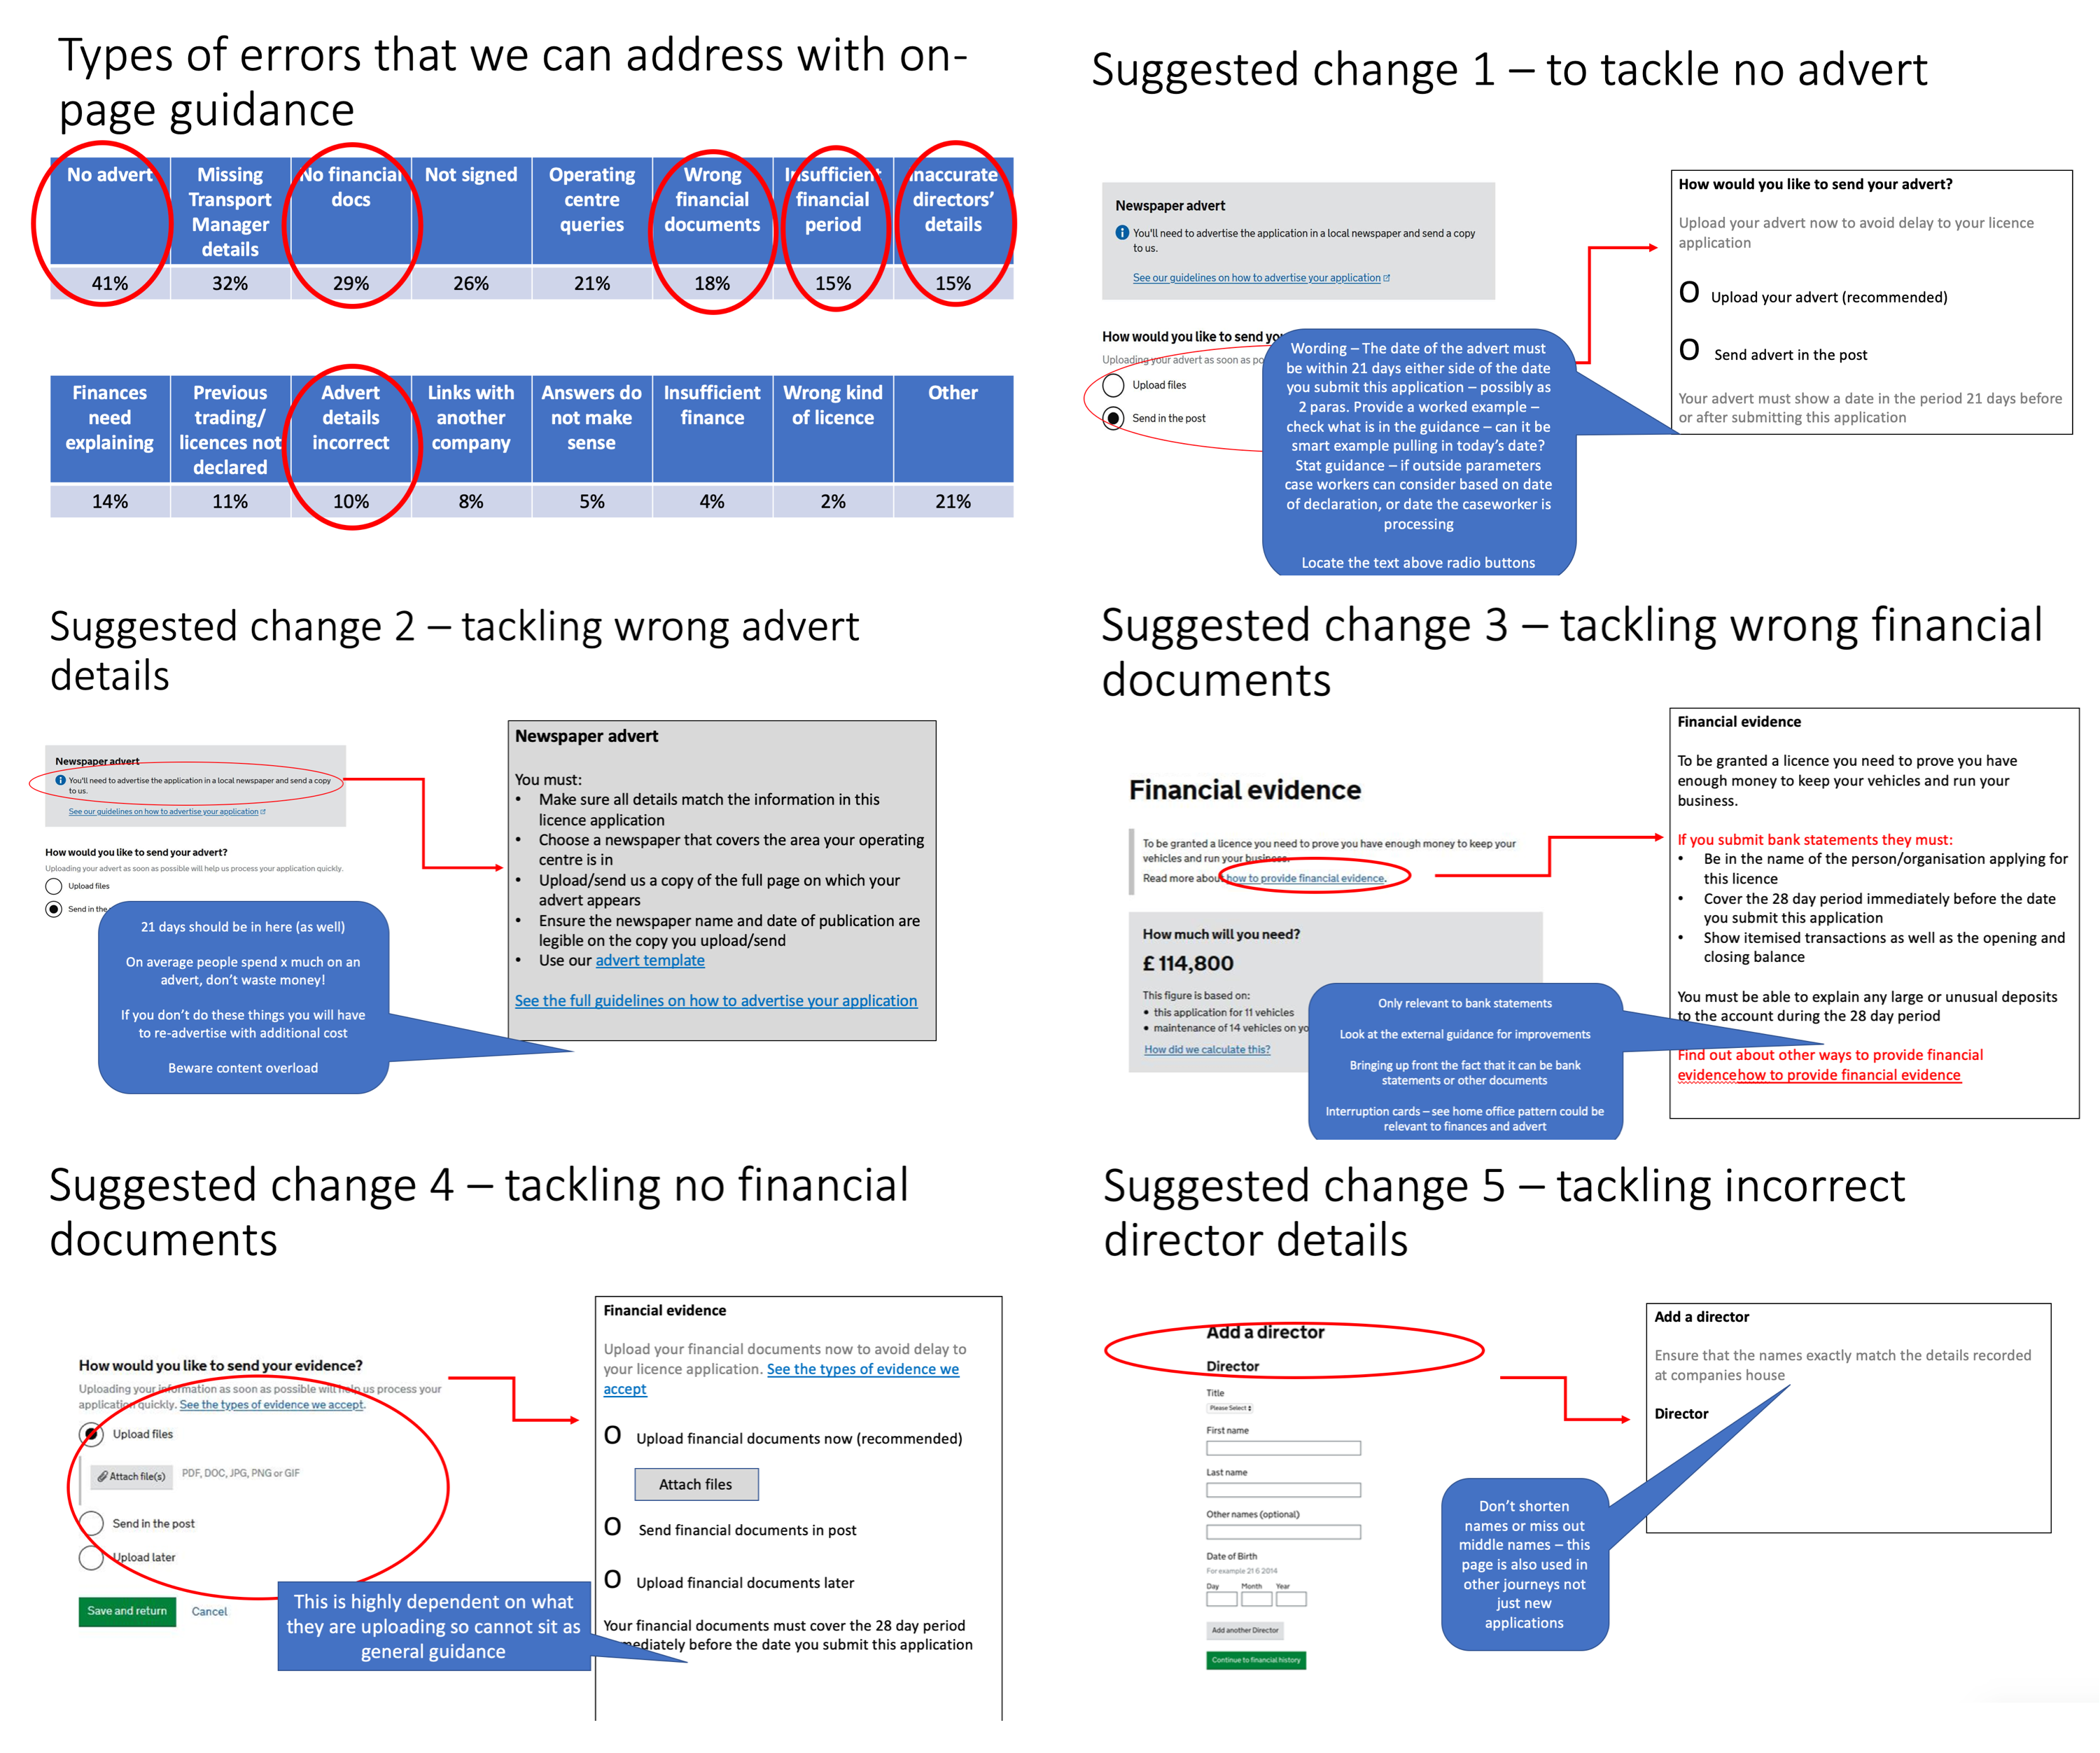 Types of errors that we can address with on-
page guidance
No advert
Missing
Transport
Manager
details
No financial
docs
Not signed
Operating
centre
queries
Wrong
financial
documents
Insufficient
financial
period
Inaccurate
directors'
details
41%
32%
29%
26%
21%
18%
15%
15%
Finances
need
explaining
Previous
trading/
licences not
declared
Advert
details
incorrect
Links with
another
company
Answers do
not make
sense
Insufficient
finance
Wrong kind
of licence
Other
14%
11%
10%
8%
5%
4%
2%
21%
Suggested change 1 – to tackle no advert
Newspaper advert
You'll need to advertise the application in a local newspaper and send a copy
to us.
See our guidelines on how to advertise your application
How would you like to send you
Uploading your advert as soon as po
Upload files
Send in the post
Wording – The date of the advert must
be within 21 days either side of the date
you submit this application – possibly as
2 paras. Provide a worked example –
check what is in the guidance – can it be
smart example pulling in today's date?
Stat guidance – if outside parameters
case workers can consider based on date
of declaration, or date the caseworker is
processing
Locate the text above radio buttons
How would you like to send your advert?
Upload your advert now to avoid delay to your licence
application
O Upload your advert (recommended)
O Send advert in the post
Your advert must show a date in the period 21 days before
or after submitting this application
Suggested change 2 – tackling wrong advert
details
Newspaper advert
You'll need to advertise the application in a local newspaper and send a copy
to us.
See our guidelines on how to advertise your application
How would you like to send your advert?
Uploading your advert as soon as possible will help us process your application quickly.
Upload files
Send in the
21 days should be in here (as well)
On average people spend x much on an
advert, don't waste money!
If you don't do these things you will have
to re-advertise with additional cost
Beware content overload
Newspaper advert
You must:
• Make sure all details match the information in this
licence application
• Choose a newspaper that covers the area your operating
centre is in
• Upload/send us a copy of the full page on which your
advert appears
• Ensure the newspaper name and date of publication are
legible on the copy you upload/send
• Use our advert template
See the full guidelines on how to advertise your application
Suggested change 3 – tackling wrong financial
documents
Financial evidence
To be granted a licence you need to prove you have enough money to keep your
vehicles and run your business.
Read more about how to provide financial evidence.
How much will you need?
£ 114,800
This figure is based on:
• this application for 11 vehicles
• maintenance of 14 vehicles on yo
How did we calculate this?
Only relevant to bank statements
Look at the external guidance for improvements
Bringing up front the fact that it can be bank
statements or other documents
Interruption cards – see home office pattern could be
relevant to finances and advert
Financial evidence
To be granted a licence you need to prove you have
enough money to keep your vehicles and run your
business.
If you submit bank statements they must:
• Be in the name of the person/organisation applying for
this licence
• Cover the 28 day period immediately before the date
you submit this application
• Show itemised transactions as well as the opening and
closing balance
You must be able to explain any large or unusual deposits
to the account during the 28 day period
Find out about other ways to provide financial
evidencehow to provide financial evidence
Suggested change 4 – tackling no financial
documents
How would you like to send your evidence?
Uploading your information as soon as possible will help us process your
application quickly. See the types of evidence we accept.
Upload files
Attach file(s) PDF, DOC, JPG, PNG or GIF
Send in the post
Upload later
Save and return Cancel
This is highly dependent on what
they are uploading so cannot sit as
general guidance
Financial evidence
Upload your financial documents now to avoid delay to
your licence application. See the types of evidence we
accept
O Upload financial documents now (recommended)
Attach files
O Send financial documents in post
O Upload financial documents later
Your financial documents must cover the 28 day period
mediately before the date you submit this application
Suggested change 5 – tackling incorrect
director details
Add a director
Director
Title
Please Select
First name
Last name
Other names (optional)
Date of Birth
For example 21 6 2014
Day Month Year
Add another Director
Continue to financial history
Don't shorten
names or miss out
middle names – this
page is also used in
other journeys not
just new
applications
Add a director
Ensure that the names exactly match the details recorded
at companies house
Director